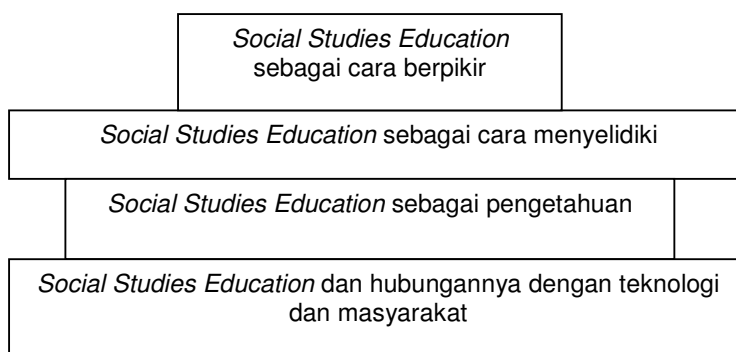 Social Studies Education
sebagai cara berpikir
Social Studies Education sebagai cara menyelidiki
Social Studies Education sebagai pengetahuan
Social Studies Education dan hubungannya dengan teknologi
dan masyarakat